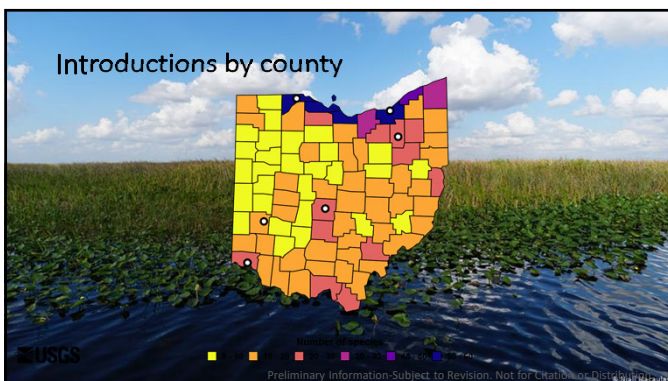 Introductions by county
Number of species
USGS
Preliminary Information-Subject to Revision. Not for Citation or Distribution.